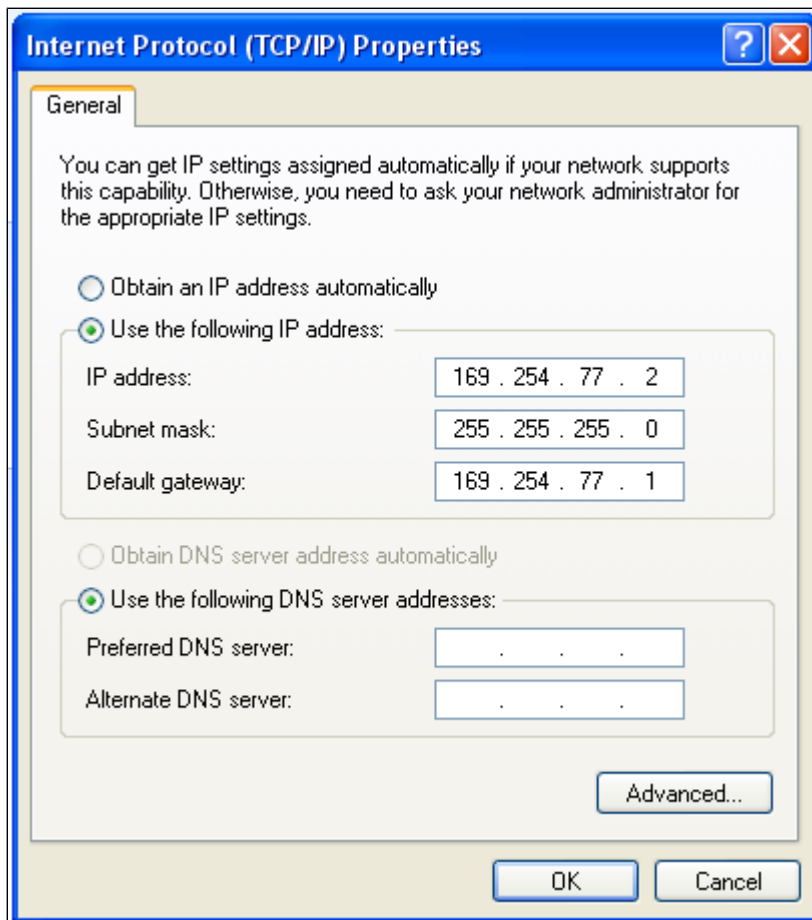 Internet Protocol (TCP/IP) Properties
General
You can get IP settings assigned automatically if your network supports
this capability. Otherwise, you need to ask your network administrator for
the appropriate IP settings.
Obtain an IP address automatically
Use the following IP address:
IP address: 169 . 254 . 77 . 2
Subnet mask: 255 . 255 . 255 . 0
Default gateway: 169 . 254 . 77 . 1
Obtain DNS server address automatically
Use the following DNS server addresses:
Preferred DNS server: . . .
Alternate DNS server: . . .
Advanced...
OK Cancel